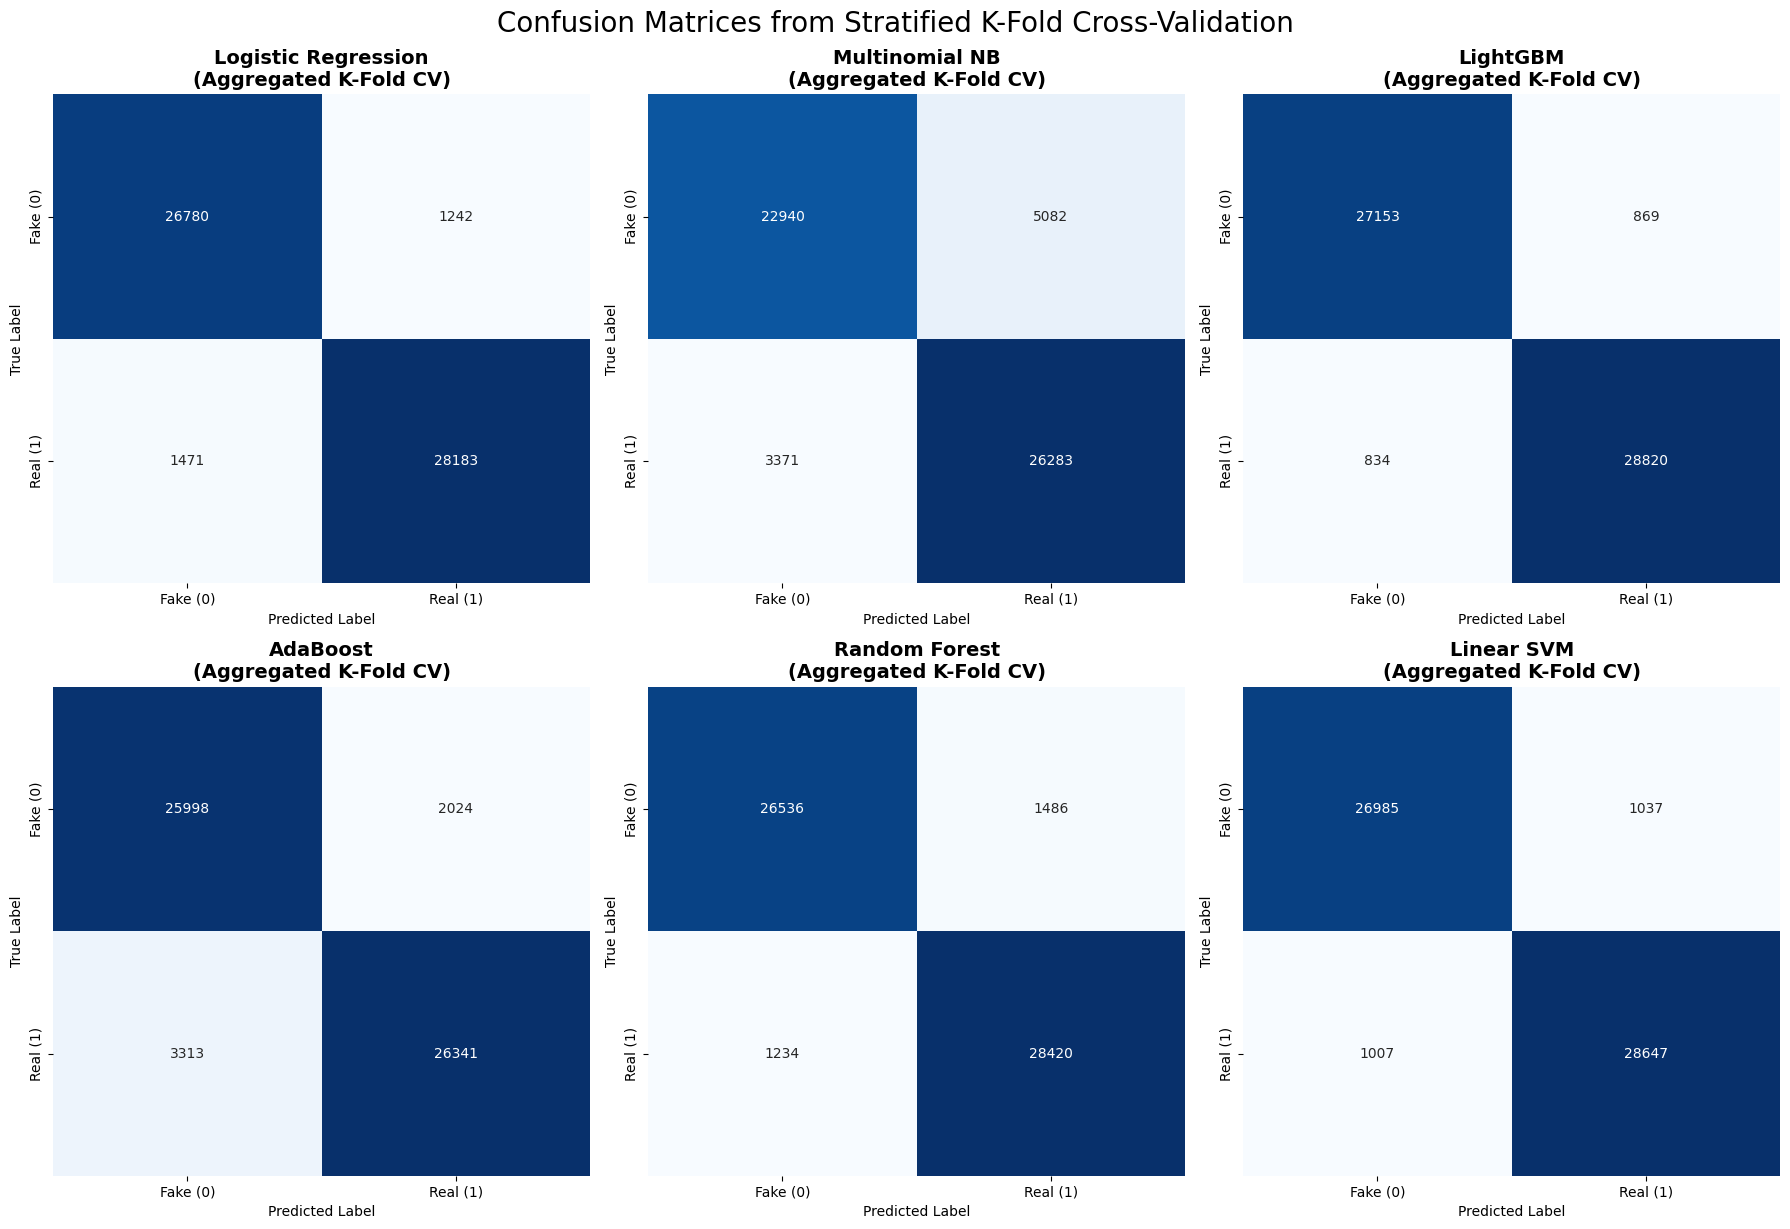 Confusion Matrices from Stratified K-Fold Cross-Validation
Logistic Regression
(Aggregated K-Fold CV)
True Label
Fake (0)
Real (1)
26780
1242
1471
28183
Fake (0)
Real (1)
Predicted Label
Multinomial NB
(Aggregated K-Fold CV)
True Label
Fake (0)
Real (1)
22940
5082
3371
26283
Fake (0)
Real (1)
Predicted Label
LightGBM
(Aggregated K-Fold CV)
True Label
Fake (0)
Real (1)
27153
869
834
28820
Fake (0)
Real (1)
Predicted Label
AdaBoost
(Aggregated K-Fold CV)
True Label
Fake (0)
Real (1)
25998
2024
3313
26341
Fake (0)
Real (1)
Predicted Label
Random Forest
(Aggregated K-Fold CV)
True Label
Fake (0)
Real (1)
26536
1486
1234
28420
Fake (0)
Real (1)
Predicted Label
Linear SVM
(Aggregated K-Fold CV)
True Label
Fake (0)
Real (1)
26985
1037
1007
28647
Fake (0)
Real (1)
Predicted Label